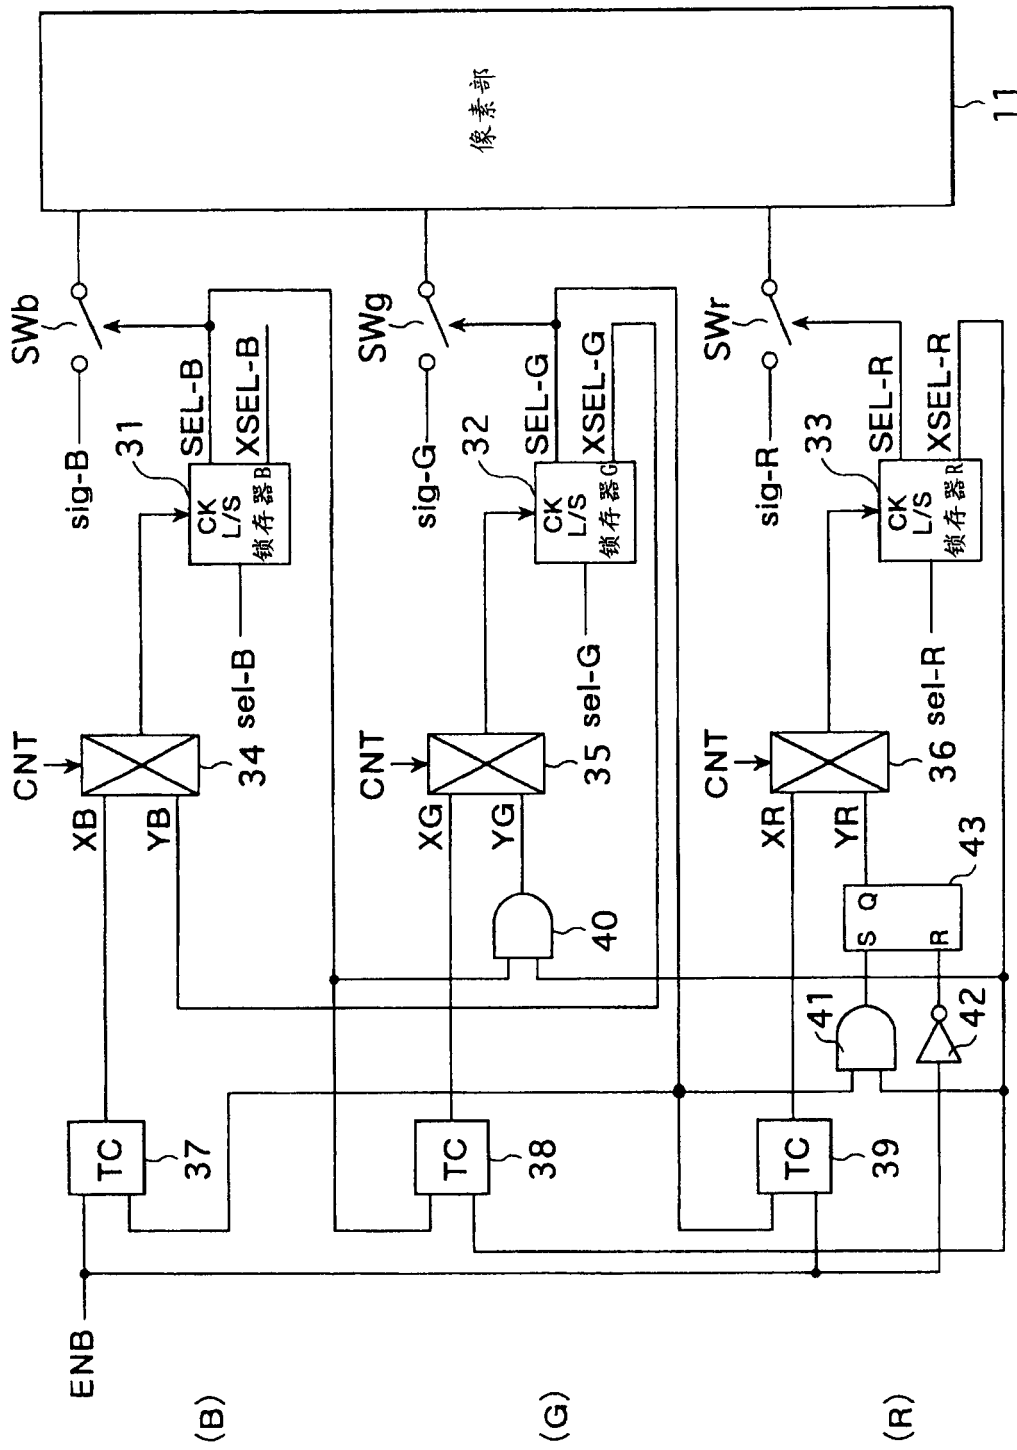 ENB
(B)
(G)
(R)
TC
37
TC
38
TC
39
XB
YB
CNT
34
XG
YG
CNT
35
40
XR
YR
CNT
36
41
42
43
S Q
R
sel-B
CK
L/S
锁存器B
31
SEL-B
XSEL-B
sig-B
SWb
sel-G
CK
L/S
锁存器G
32
SEL-G
XSEL-G
sig-G
SWg
sel-R
CK
L/S
锁存器R
33
SEL-R
XSEL-R
sig-R
SWr
像素部
11